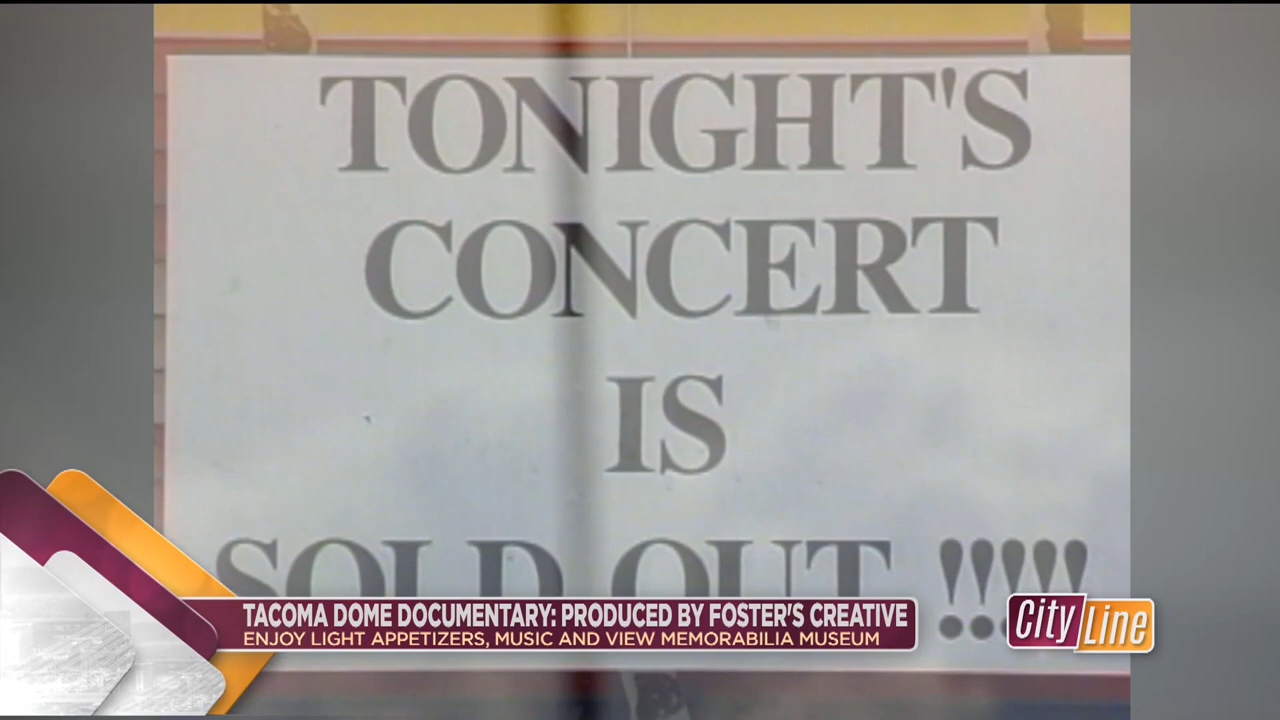 TONIGHT'S
CONCERT
IS
SOLD OUT !!!!!
TACOMA DOME DOCUMENTARY: PRODUCED BY FOSTER'S CREATIVE
ENJOY LIGHT APPETIZERS, MUSIC AND VIEW MEMORABILIA MUSEUM
City Line